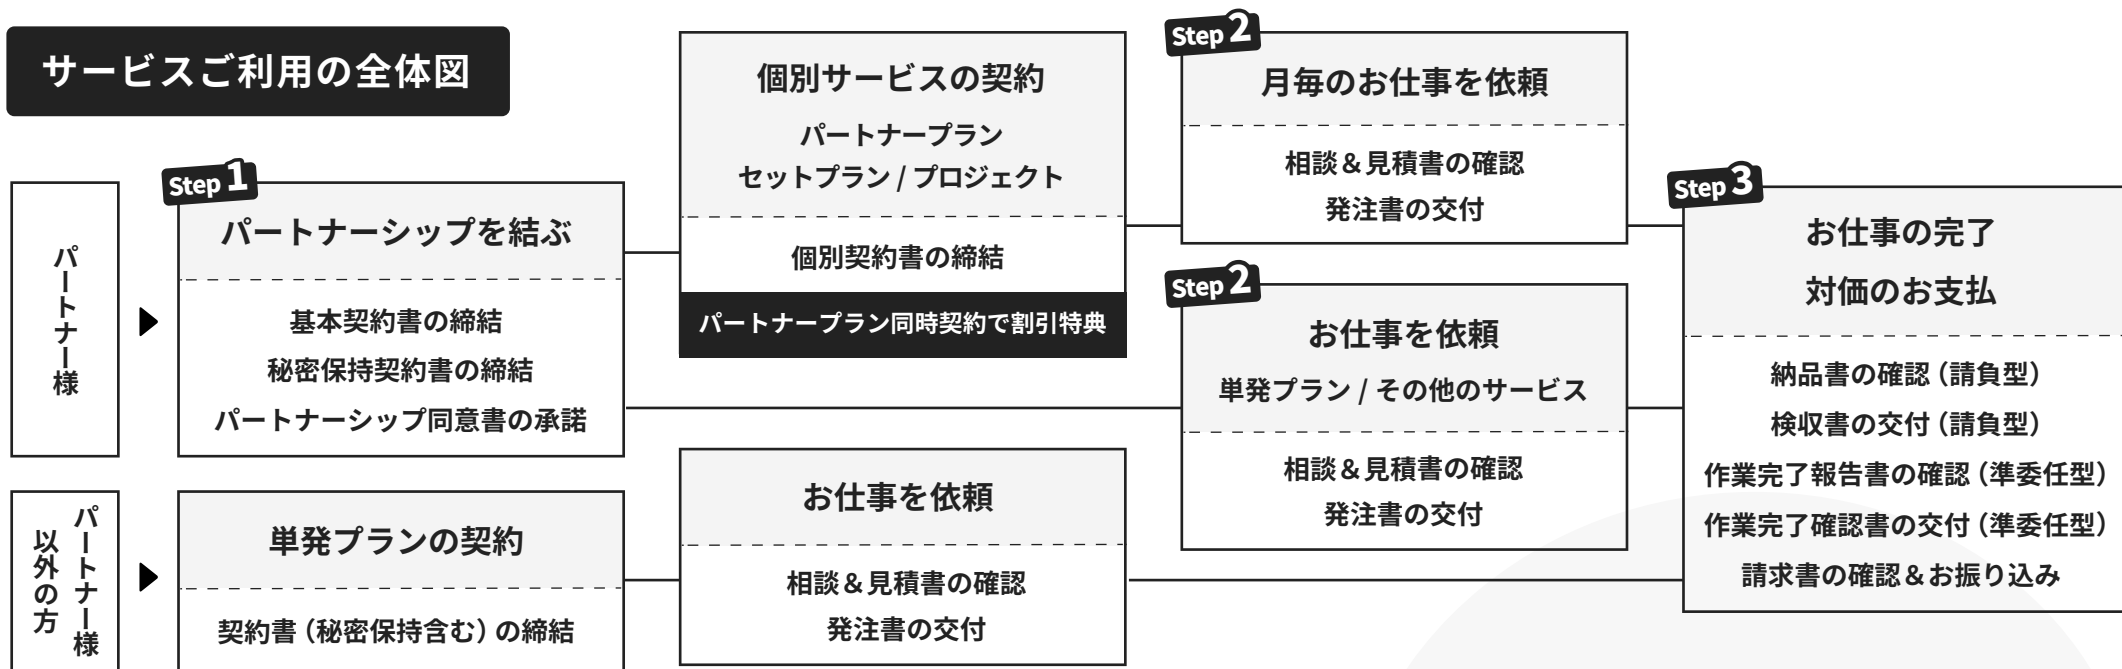 サービスご利用の全体図
パートナー様
Step 1
パートナーシップを結ぶ
基本契約書の締結
秘密保持契約書の締結
パートナーシップ同意書の承諾
個別サービスの契約
パートナープラン
セットプラン / プロジェクト
個別契約書の締結
パートナープラン同時契約で割引特典
Step 2
月毎のお仕事を依頼
相談＆見積書の確認
発注書の交付
Step 2
お仕事を依頼
単発プラン / その他のサービス
相談＆見積書の確認
発注書の交付
Step 3
お仕事の完了
対価のお支払
納品書の確認（請負型）
検収書の交付（請負型）
作業完了報告書の確認（準委任型）
作業完了確認書の交付（準委任型）
請求書の確認＆お振り込み
パートナー様
以外の方
単発プランの契約
契約書（秘密保持含む）の締結
お仕事を依頼
相談＆見積書の確認
発注書の交付